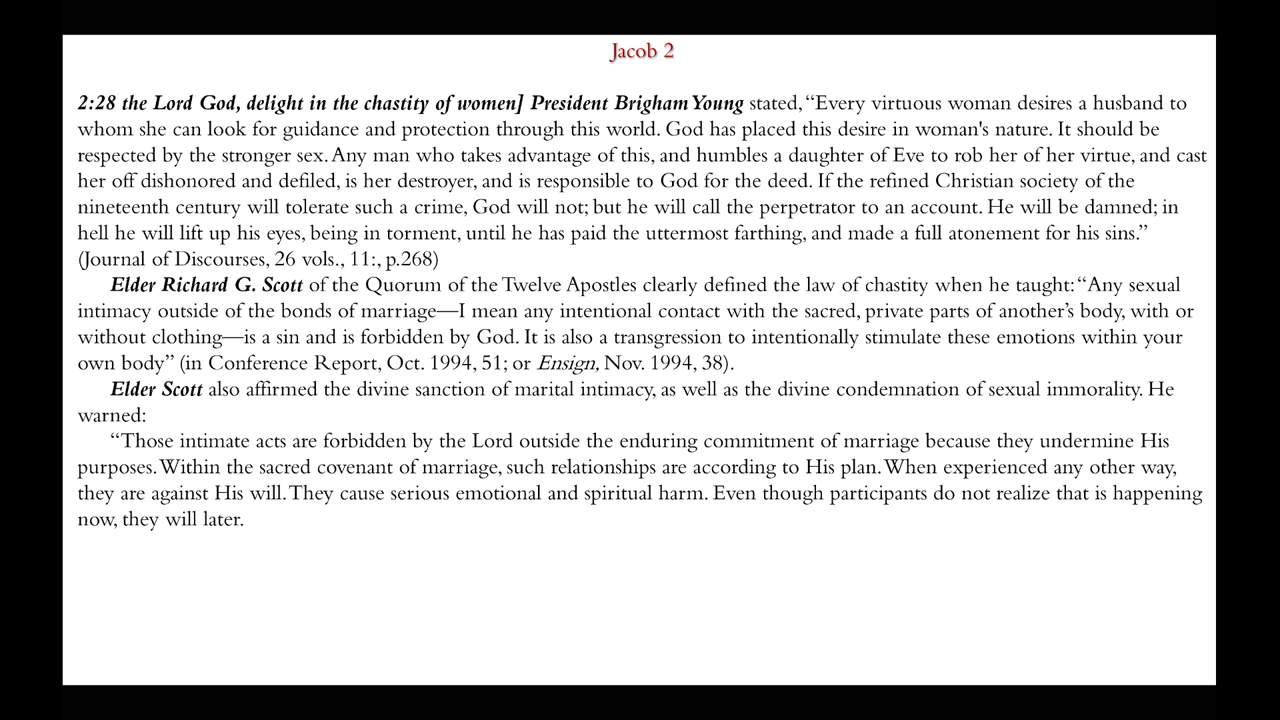 Jacob 2
2:28 the Lord God, delight in the chastity of women] President Brigham Young stated, “Every virtuous woman desires a husband to
whom she can look for guidance and protection through this world. God has placed this desire in woman's nature. It should be
respected by the stronger sex. Any man who takes advantage of this, and humbles a daughter of Eve to rob her of her virtue, and cast
her off dishonored and defiled, is her destroyer, and is responsible to God for the deed. If the refined Christian society of the
nineteenth century will tolerate such a crime, God will not; but he will call the perpetrator to an account. He will be damned; in
hell he will lift up his eyes, being in torment, until he has paid the uttermost farthing, and made a full atonement for his sins.”
(Journal of Discourses, 26 vols., 11:, p.268)
Elder Richard G. Scott of the Quorum of the Twelve Apostles clearly defined the law of chastity when he taught: “Any sexual
intimacy outside of the bonds of marriage—I mean any intentional contact with the sacred, private parts of another’s body, with or
without clothing—is a sin and is forbidden by God. It is also a transgression to intentionally stimulate these emotions within your
own body” (in Conference Report, Oct. 1994, 51; or Ensign, Nov. 1994, 38).
Elder Scott also affirmed the divine sanction of marital intimacy, as well as the divine condemnation of sexual immorality. He
warned:
“Those intimate acts are forbidden by the Lord outside the enduring commitment of marriage because they undermine His
purposes. Within the sacred covenant of marriage, such relationships are according to His plan. When experienced any other way,
they are against His will. They cause serious emotional and spiritual harm. Even though participants do not realize that is happening
now, they will later.